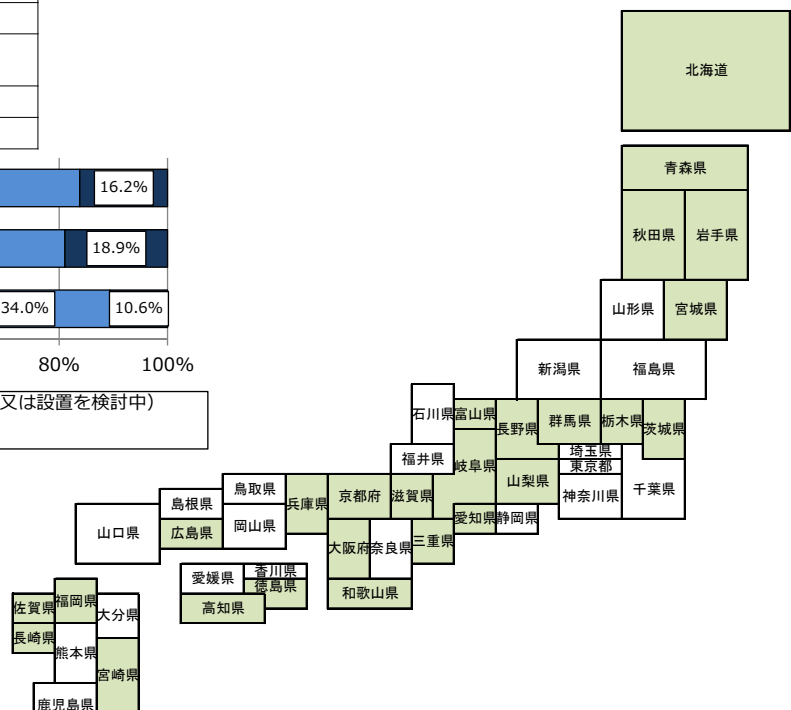 16.2%
18.9%
34.0%
10.6%
80%
100%
又は設置を検討中）
北海道
青森県
秋田県
岩手県
山形県
宮城県
新潟県
福島県
石川県
富山県
長野県
群馬県
栃木県
茨城県
埼玉県
東京都
福井県
岐阜県
山梨県
神奈川県
千葉県
鳥取県
兵庫県
京都府
滋賀県
島根県
山口県
広島県
岡山県
愛知県
静岡県
大阪府
奈良県
三重県
愛媛県
香川県
徳島県
高知県
和歌山県
佐賀県
福岡県
大分県
長崎県
熊本県
宮崎県
鹿児島県